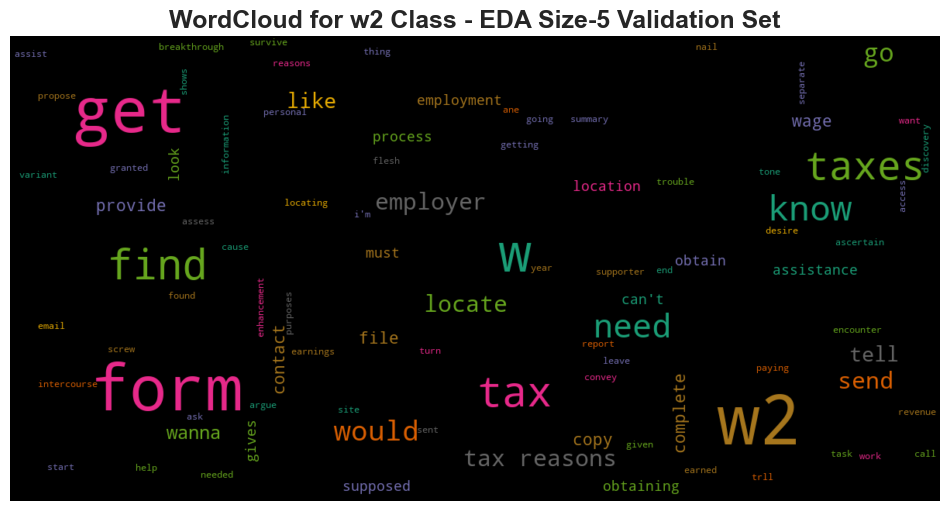 WordCloud for w2 Class - EDA Size-5 Validation Set
assist
breakthrough
survive
thing
nail
go
reasons
shows
propose
get
personal
like
employment
ane
going
summary
separate
wage
want
information
process
getting
look
flesh
discovery
taxes
variant
granted
provide
assess
locating
i'm
employer
location
trouble
tone
access
know
desire
ascertain
cause
must
W
year
supporter
end
obtain
assistance
find
found
enhancement
purposes
locate
can't
need
email
screw
contact
earnings
file
turn
report
leave
convey
encounter
tell
paying
send
intercourse
form
argue
site
tax
complete
w2
revenue
ask
wanna
gives
would
sent
copy
given
tax reasons
start
help
needed
supposed
obtaining
earned
trll
task
work
call